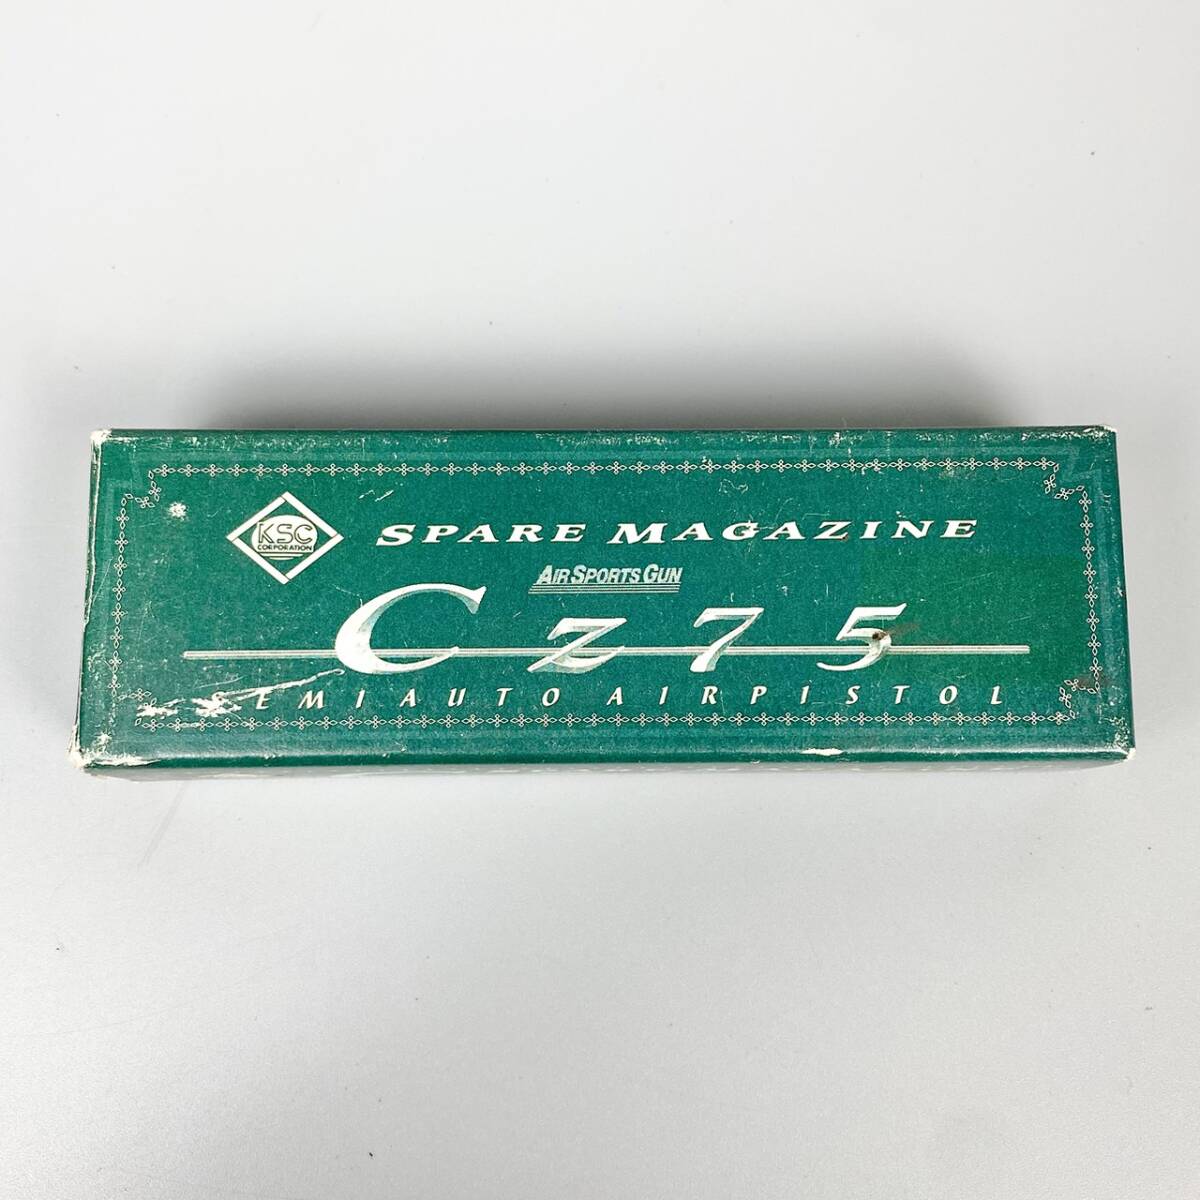 KSC
CORPORATION
SPARE MAGAZINE
AIR SPORTS GUN
Cz75
SEMIAUTO AIRPISTOL